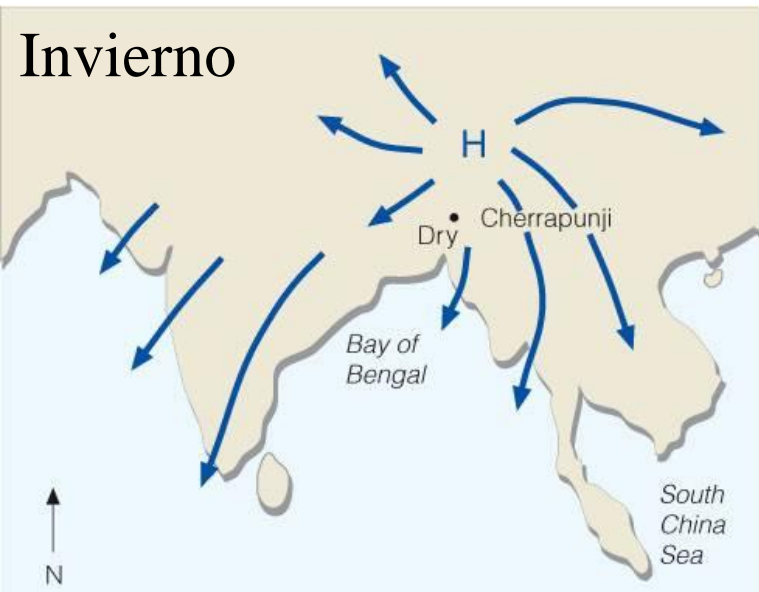 Invierno
H
Cherrapunji
Dry
Bay of
Bengal
South
China
Sea
N